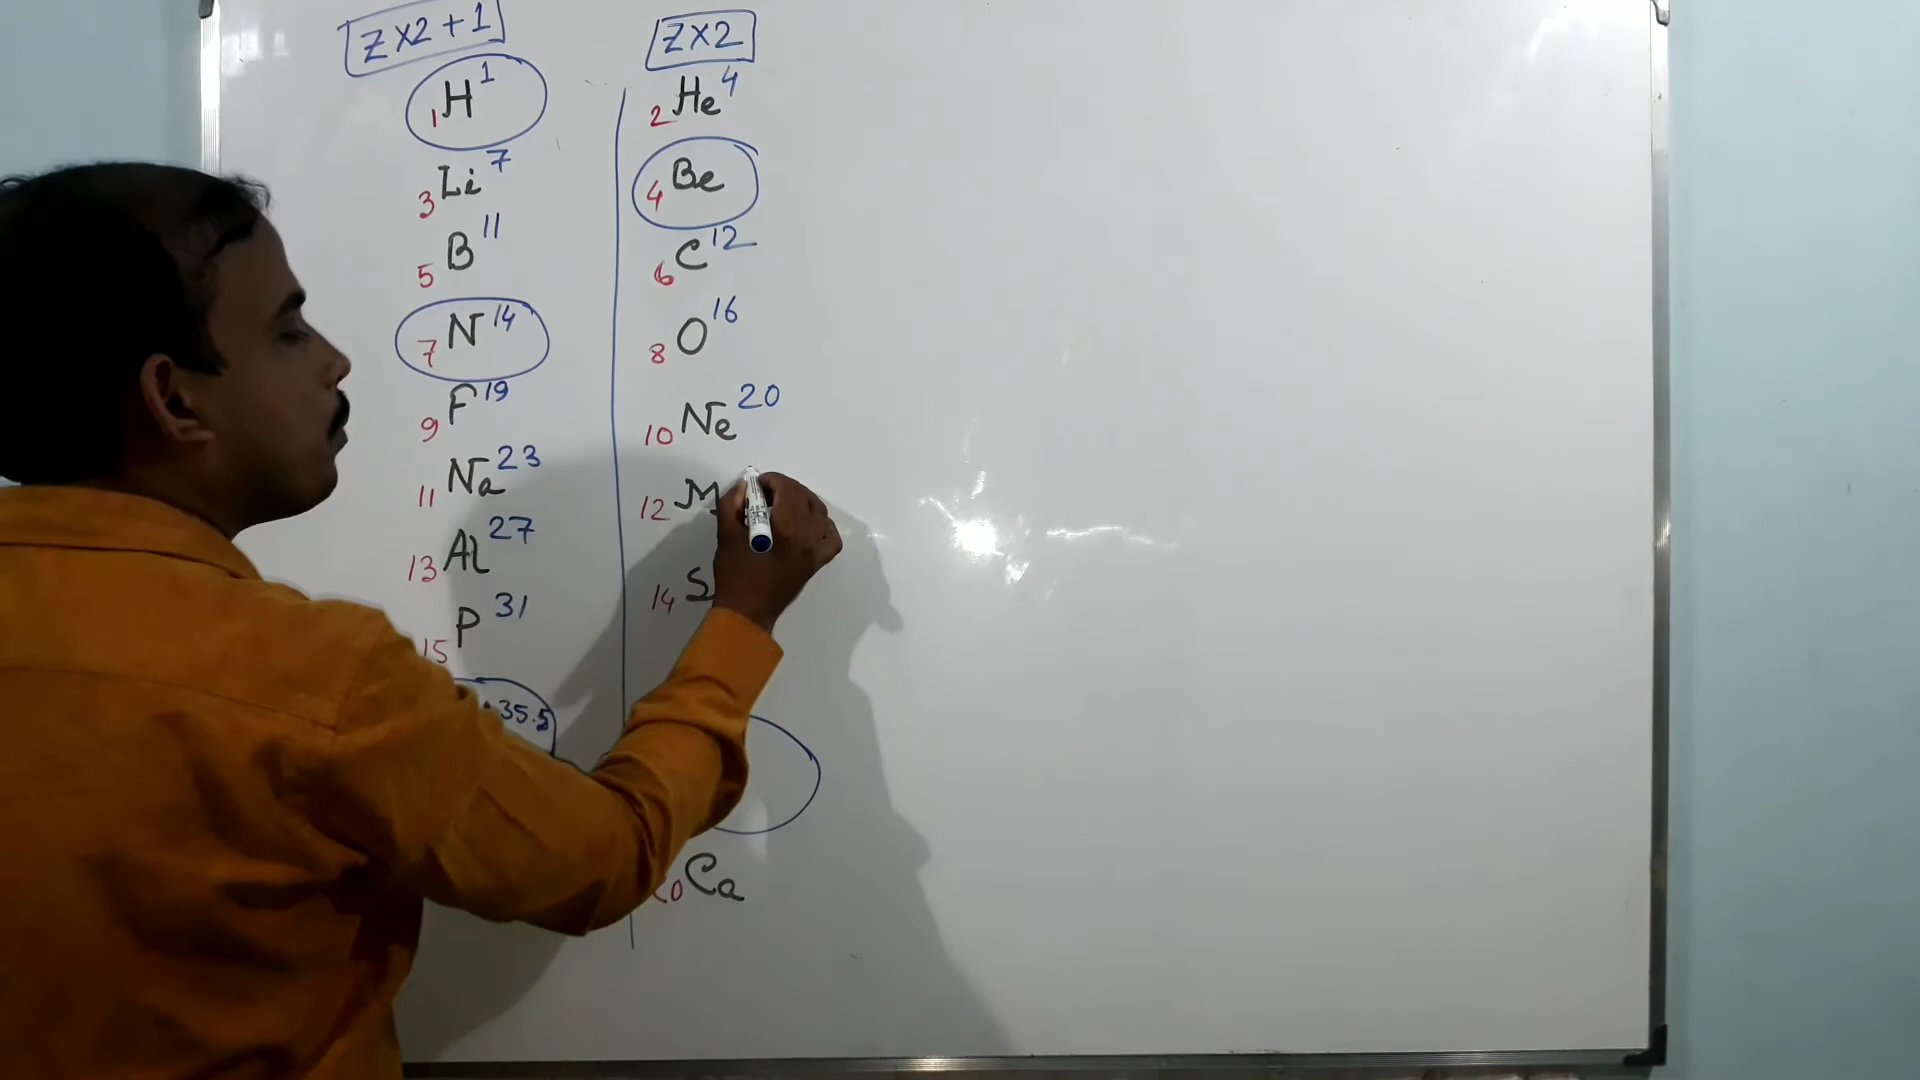 Z×2+1
1H1
3Li7
5B11
7N14
9F19
11Na23
13Al27
15P31
35.5
Z×2
2He4
4Be
6C12
8O16
10Ne20
12M
14S
Ca